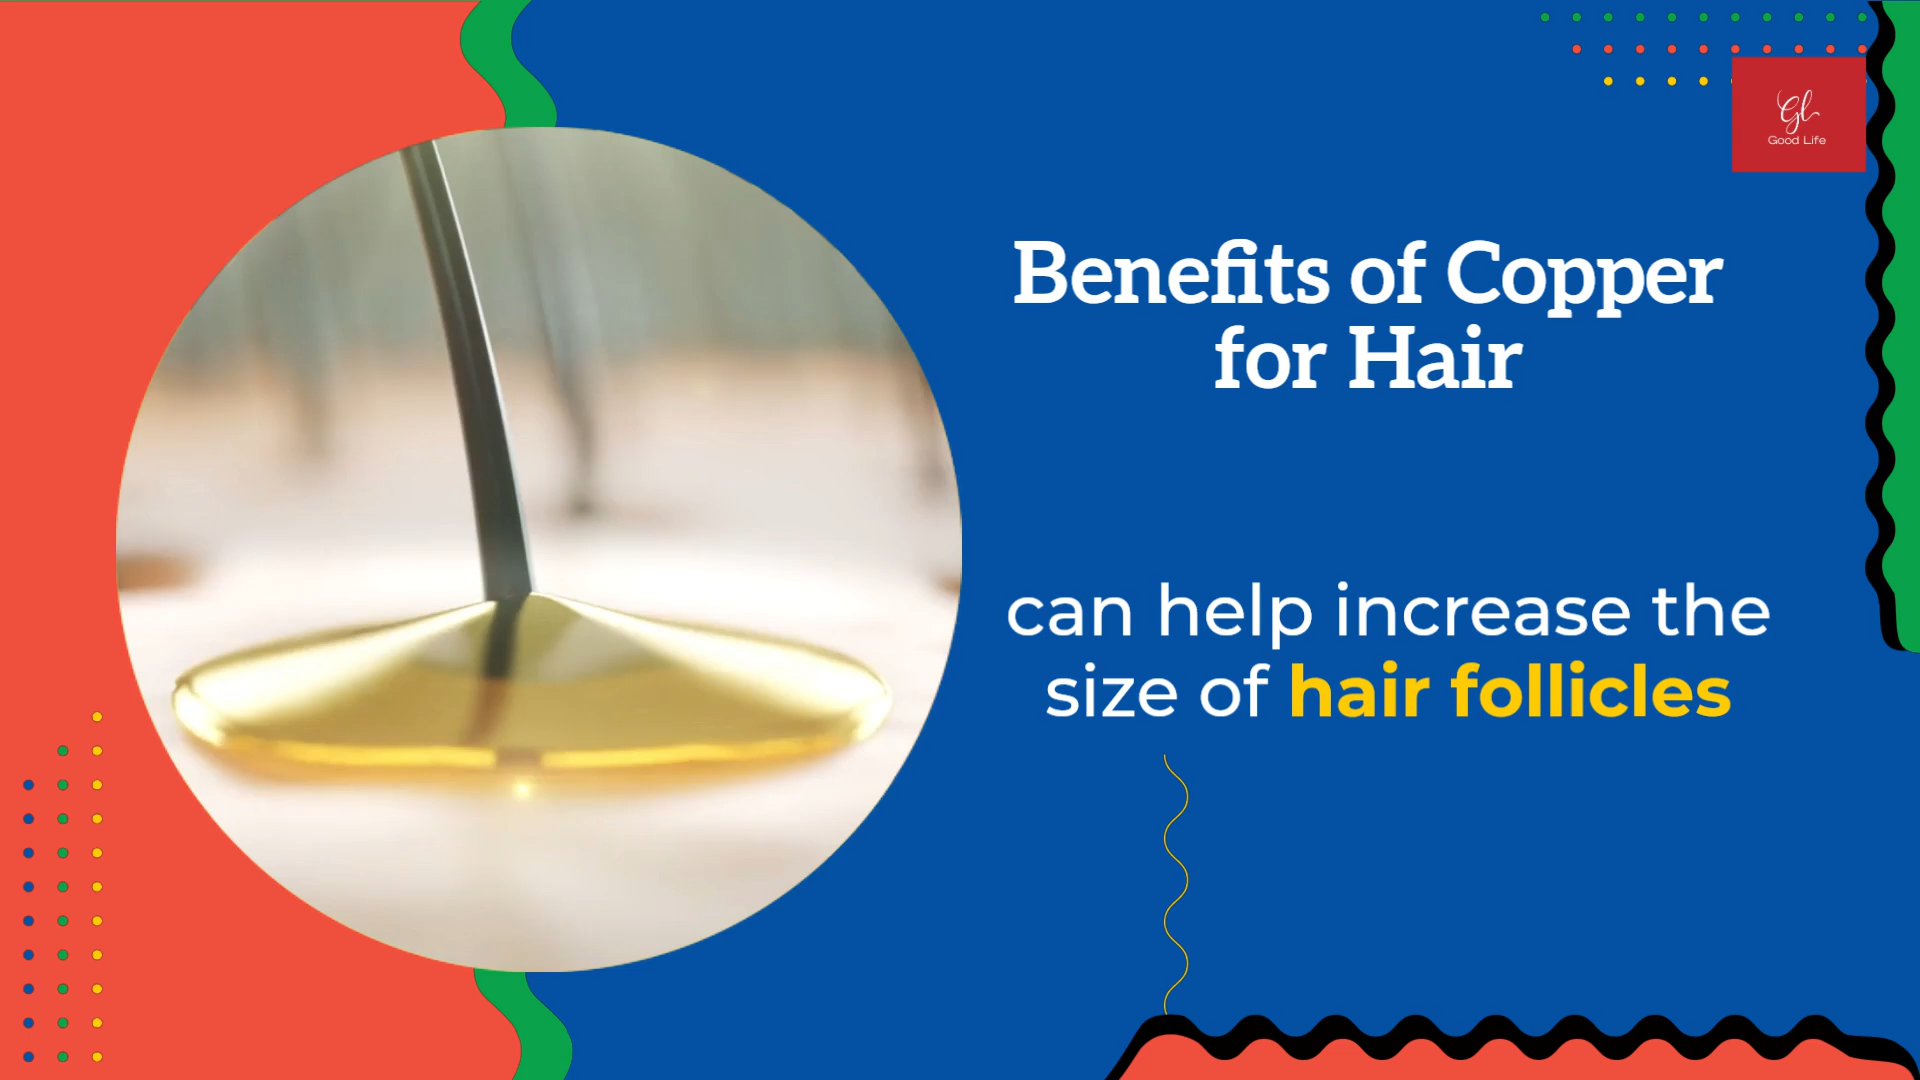 Gl
Good Life
Benefits of Copper
for Hair
can help increase the
size of hair follicles